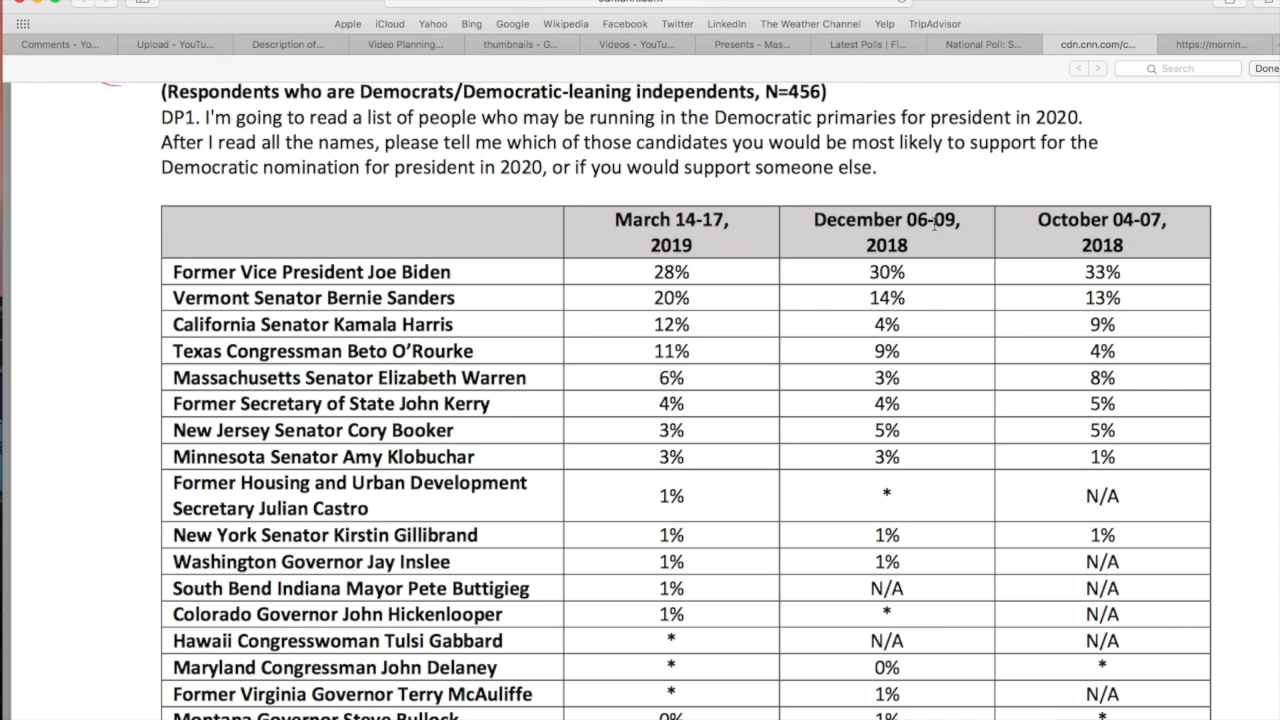 Apple iCloud Yahoo Bing Google Wikipedia Facebook Twitter LinkedIn The Weather Channel Yelp TripAdvisor
Comments - Yo... Upload - YouTu... Description of... Video Planning... thumbnails - G... Videos - YouTu... Presents - Mas... Latest Polls | Fi... National Poll: S... cdn.cnn.com/c... https://mornin...
Search Done
(Respondents who are Democrats/Democratic-leaning independents, N=456)
DP1. I'm going to read a list of people who may be running in the Democratic primaries for president in 2020.
After I read all the names, please tell me which of those candidates you would be most likely to support for the
Democratic nomination for president in 2020, or if you would support someone else.
March 14-17, December 06-09, October 04-07,
2019 2018 2018
Former Vice President Joe Biden 28% 30% 33%
Vermont Senator Bernie Sanders 20% 14% 13%
California Senator Kamala Harris 12% 4% 9%
Texas Congressman Beto O'Rourke 11% 9% 4%
Massachusetts Senator Elizabeth Warren 6% 3% 8%
Former Secretary of State John Kerry 4% 4% 5%
New Jersey Senator Cory Booker 3% 5% 5%
Minnesota Senator Amy Klobuchar 3% 3% 1%
Former Housing and Urban Development
Secretary Julian Castro 1% * N/A
New York Senator Kirstin Gillibrand 1% 1% 1%
Washington Governor Jay Inslee 1% 1% N/A
South Bend Indiana Mayor Pete Buttigieg 1% N/A N/A
Colorado Governor John Hickenlooper 1% * N/A
Hawaii Congresswoman Tulsi Gabbard * N/A N/A
Maryland Congressman John Delaney * 0% *
Former Virginia Governor Terry McAuliffe * 1% N/A
Montana Governor Steve Bullock 0% 1% *